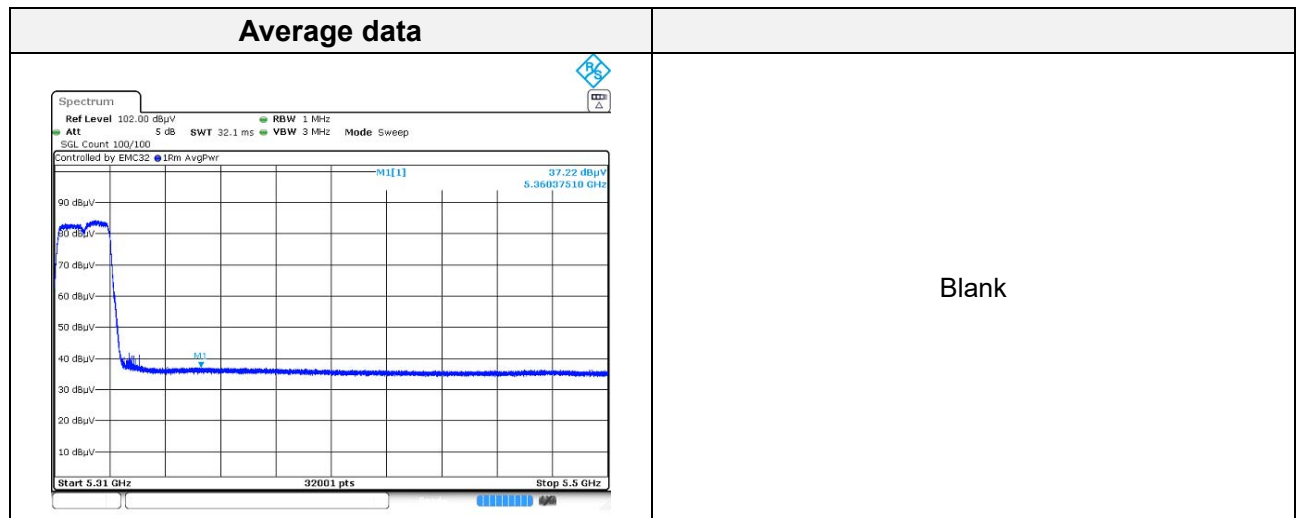 Average data
R&S
Spectrum
Ref Level 102.00 dBµV RBW 1 MHz
Att 5 dB SWT 32.1 ms VBW 3 MHz Mode Sweep
SGL Count 100/100
Controlled by EMC32 1Rm AvgPwr
M1[1] 37.22 dBµV
5.36037510 GHz
90 dBµV
80 dBµV
70 dBµV
60 dBµV
50 dBµV
40 dBµV
M1
30 dBµV
20 dBµV
10 dBµV
Start 5.31 GHz 32001 pts Stop 5.5 GHz
Blank